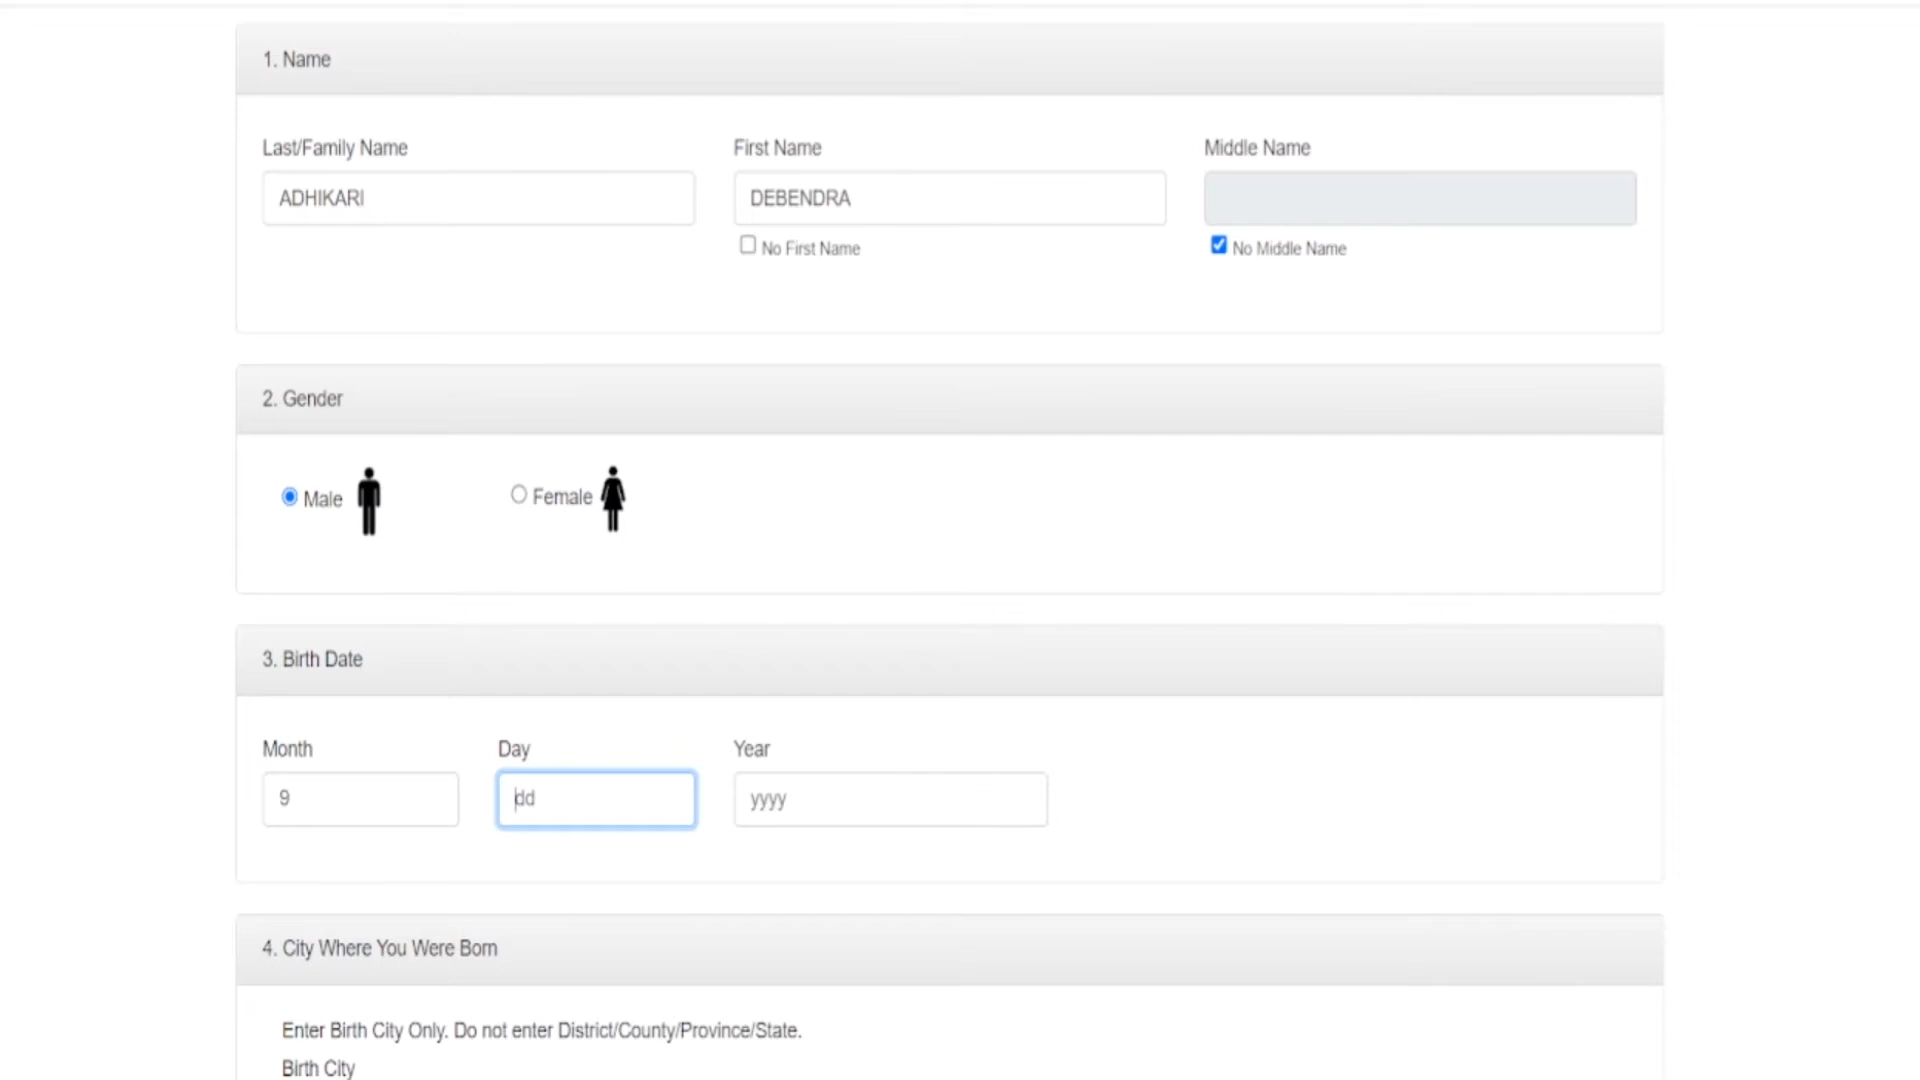 1. Name
Last/Family Name First Name Middle Name
ADHIKARI DEBENDRA
No First Name No Middle Name
2. Gender
Male Female
3. Birth Date
Month Day Year
9 dd yyyy
4. City Where You Were Born
Enter Birth City Only. Do not enter District/County/Province/State.
Birth City